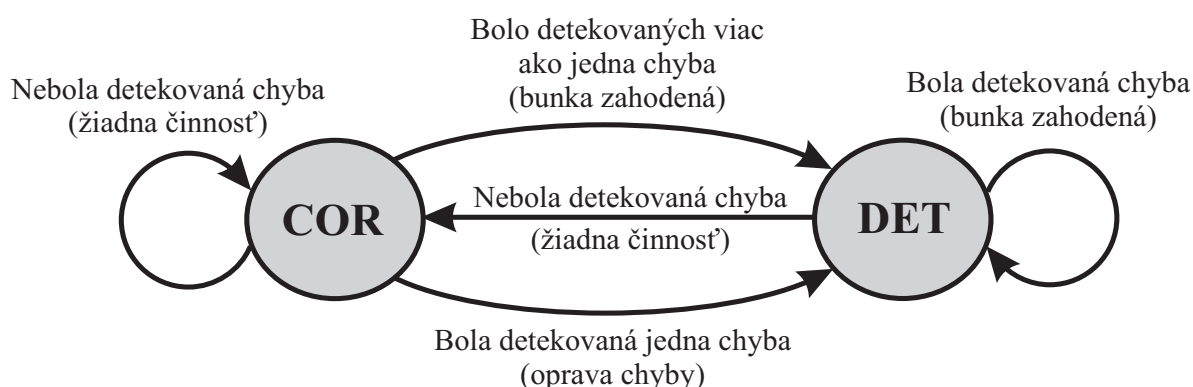 Bolo detekovaných viac
ako jedna chyba
(bunka zahodená)
Nebola detekovaná chyba
(žiadna činnosť)
Bola detekovaná chyba
(bunka zahodená)
COR
Nebola detekovaná chyba
(žiadna činnosť)
DET
Bola detekovaná jedna chyba
(oprava chyby)